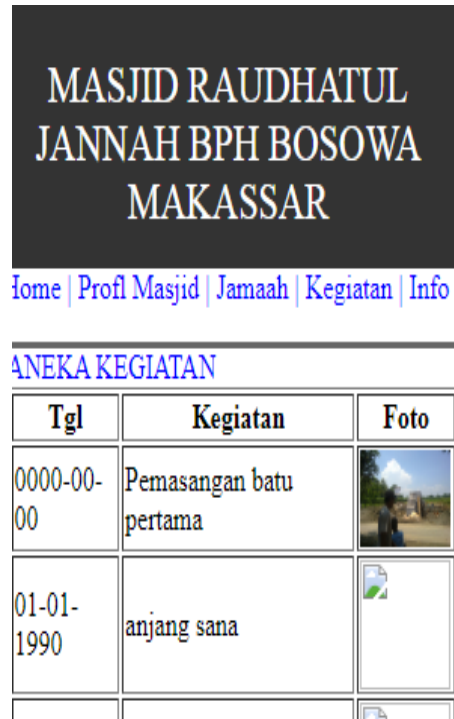 MASJID RAUDHATUL
JANNAH BPH BOSOWA
MAKASSAR
Home | Profl Masjid | Jamaah | Kegiatan | Info
ANEKA KEGIATAN
Tgl Kegiatan Foto
0000-00-
00
Pemasangan batu
pertama
01-01-
1990
anjang sana